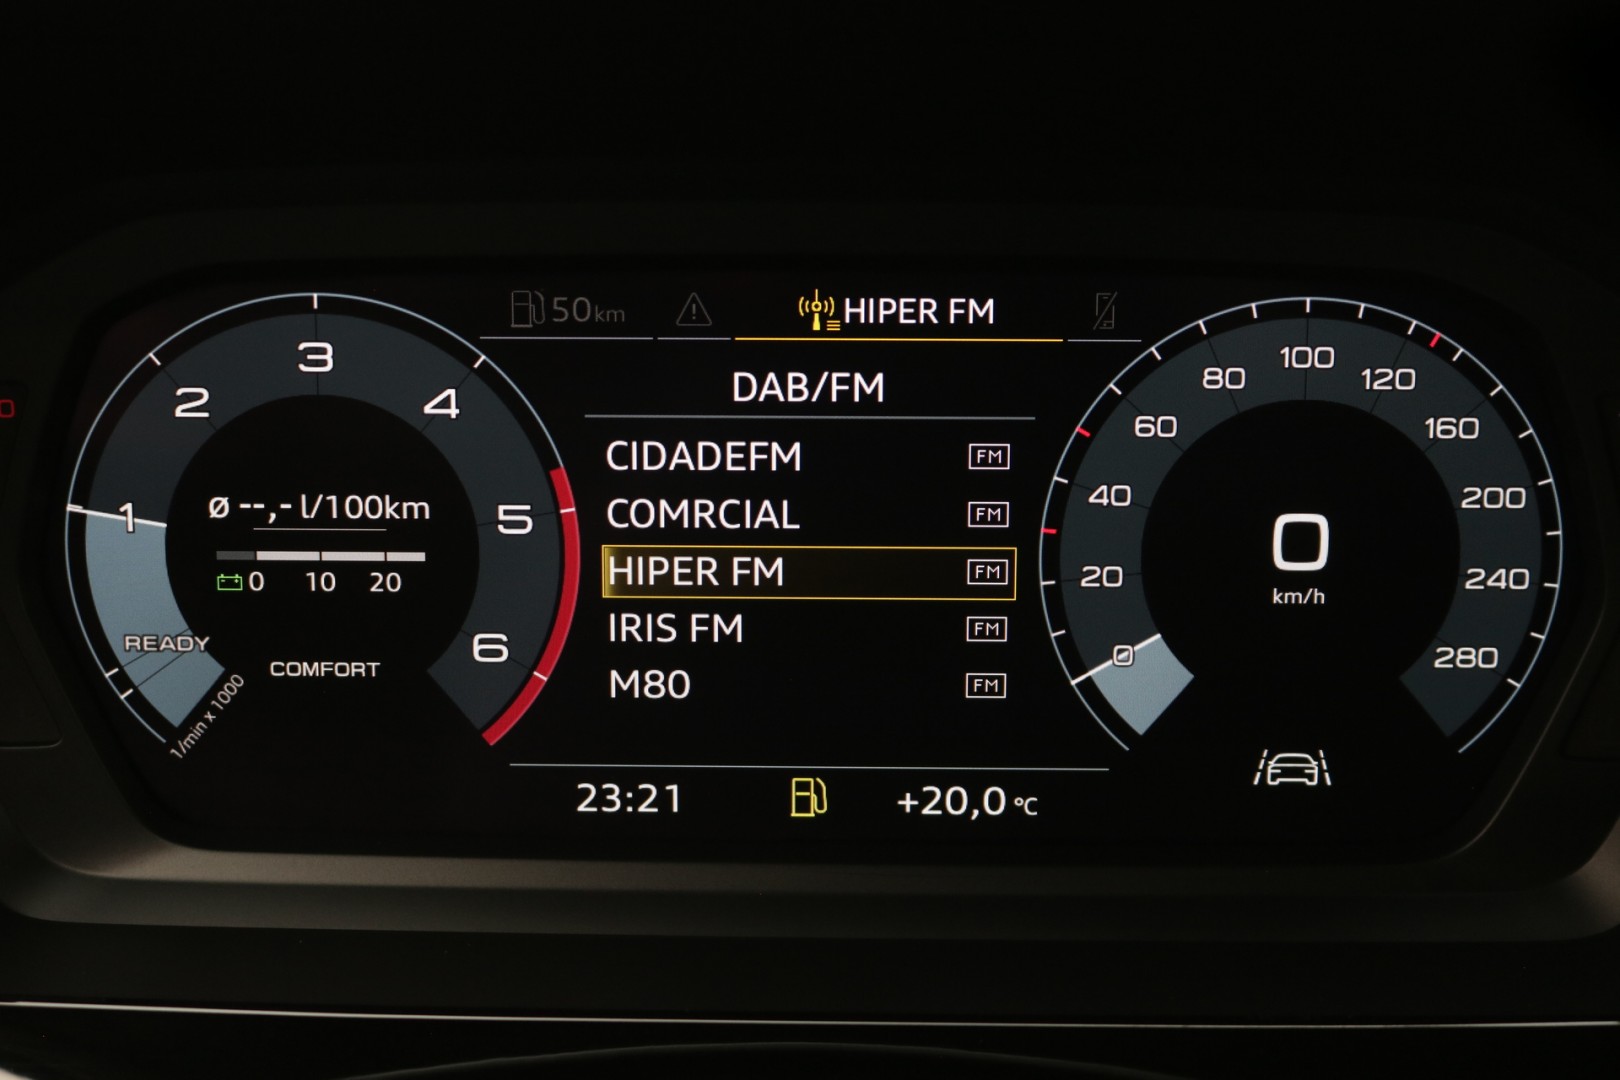 50 km
HIPER FM
DAB/FM
CIDADEFM FM
COMRCIAL FM
HIPER FM FM
IRIS FM FM
M80 FM
23:21
+20,0 °C
1
2
3
4
5
6
ø --,- l/100km
0 10 20
READY
COMFORT
1/min x 1000
0
20
40
60
80
100
120
160
200
240
280
0
km/h